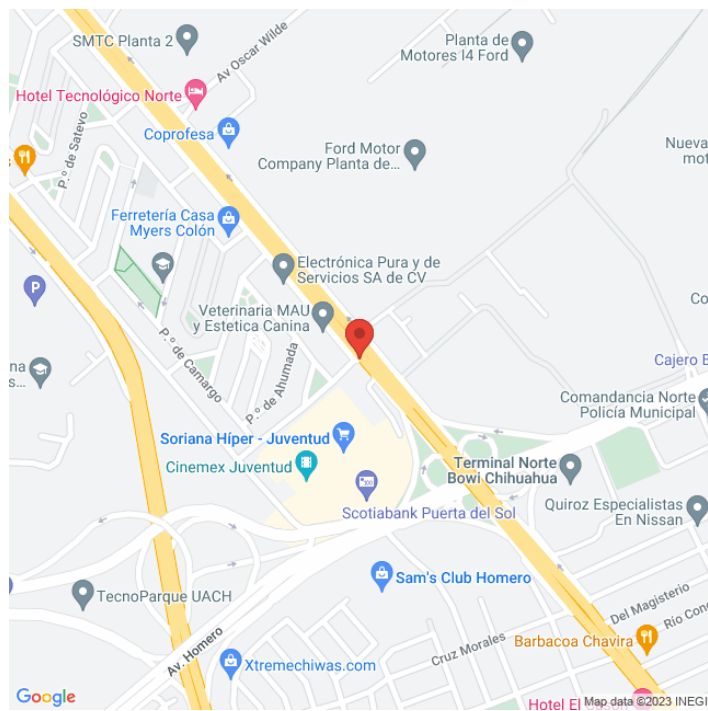 SMTC Planta 2
Av Oscar Wilde
Planta de
Motores I4 Ford
Hotel Tecnológico Norte
P.º de Satevo
Coprofesa
Ford Motor
Company Planta de...
Nueva
mot
s
Ferretería Casa
Myers Colón
Electrónica Pura y de
Servicios SA de CV
P
Co
Veterinaria MAU
y Estetica Canina
P.º de Camargo
P.º de Ahumada
na
s...
Cajero B
Comandancia Norte
Policía Municipal
Soriana Híper - Juventud
Cinemex Juventud
Terminal Norte
Bowi Chihuahua
Scotiabank Puerta del Sol
Quiroz Especialistas
En Nissan
Sam's Club Homero
TecnoParque UACH
Del Magisterio
Río Con
Av. Homero
Cruz Morales
Barbacoa Chavira
Xtremechiwas.com
Google
Hotel El
Map data ©2023 INEGI